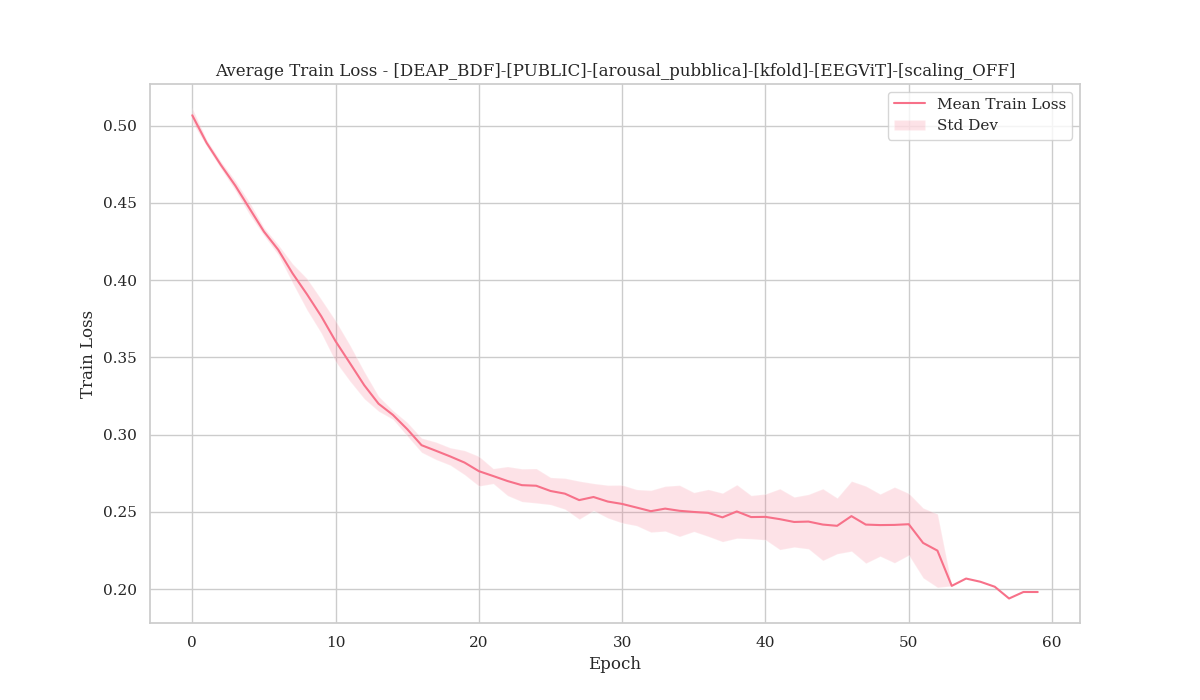 Average Train Loss - [DEAP_BDF]-[PUBLIC]-[arousal_pubblica]-[kfold]-[EEGViT]-[scaling_OFF]
Mean Train Loss
Std Dev
Train Loss
0.50
0.45
0.40
0.35
0.30
0.25
0.20
0 10 20 30 40 50 60
Epoch